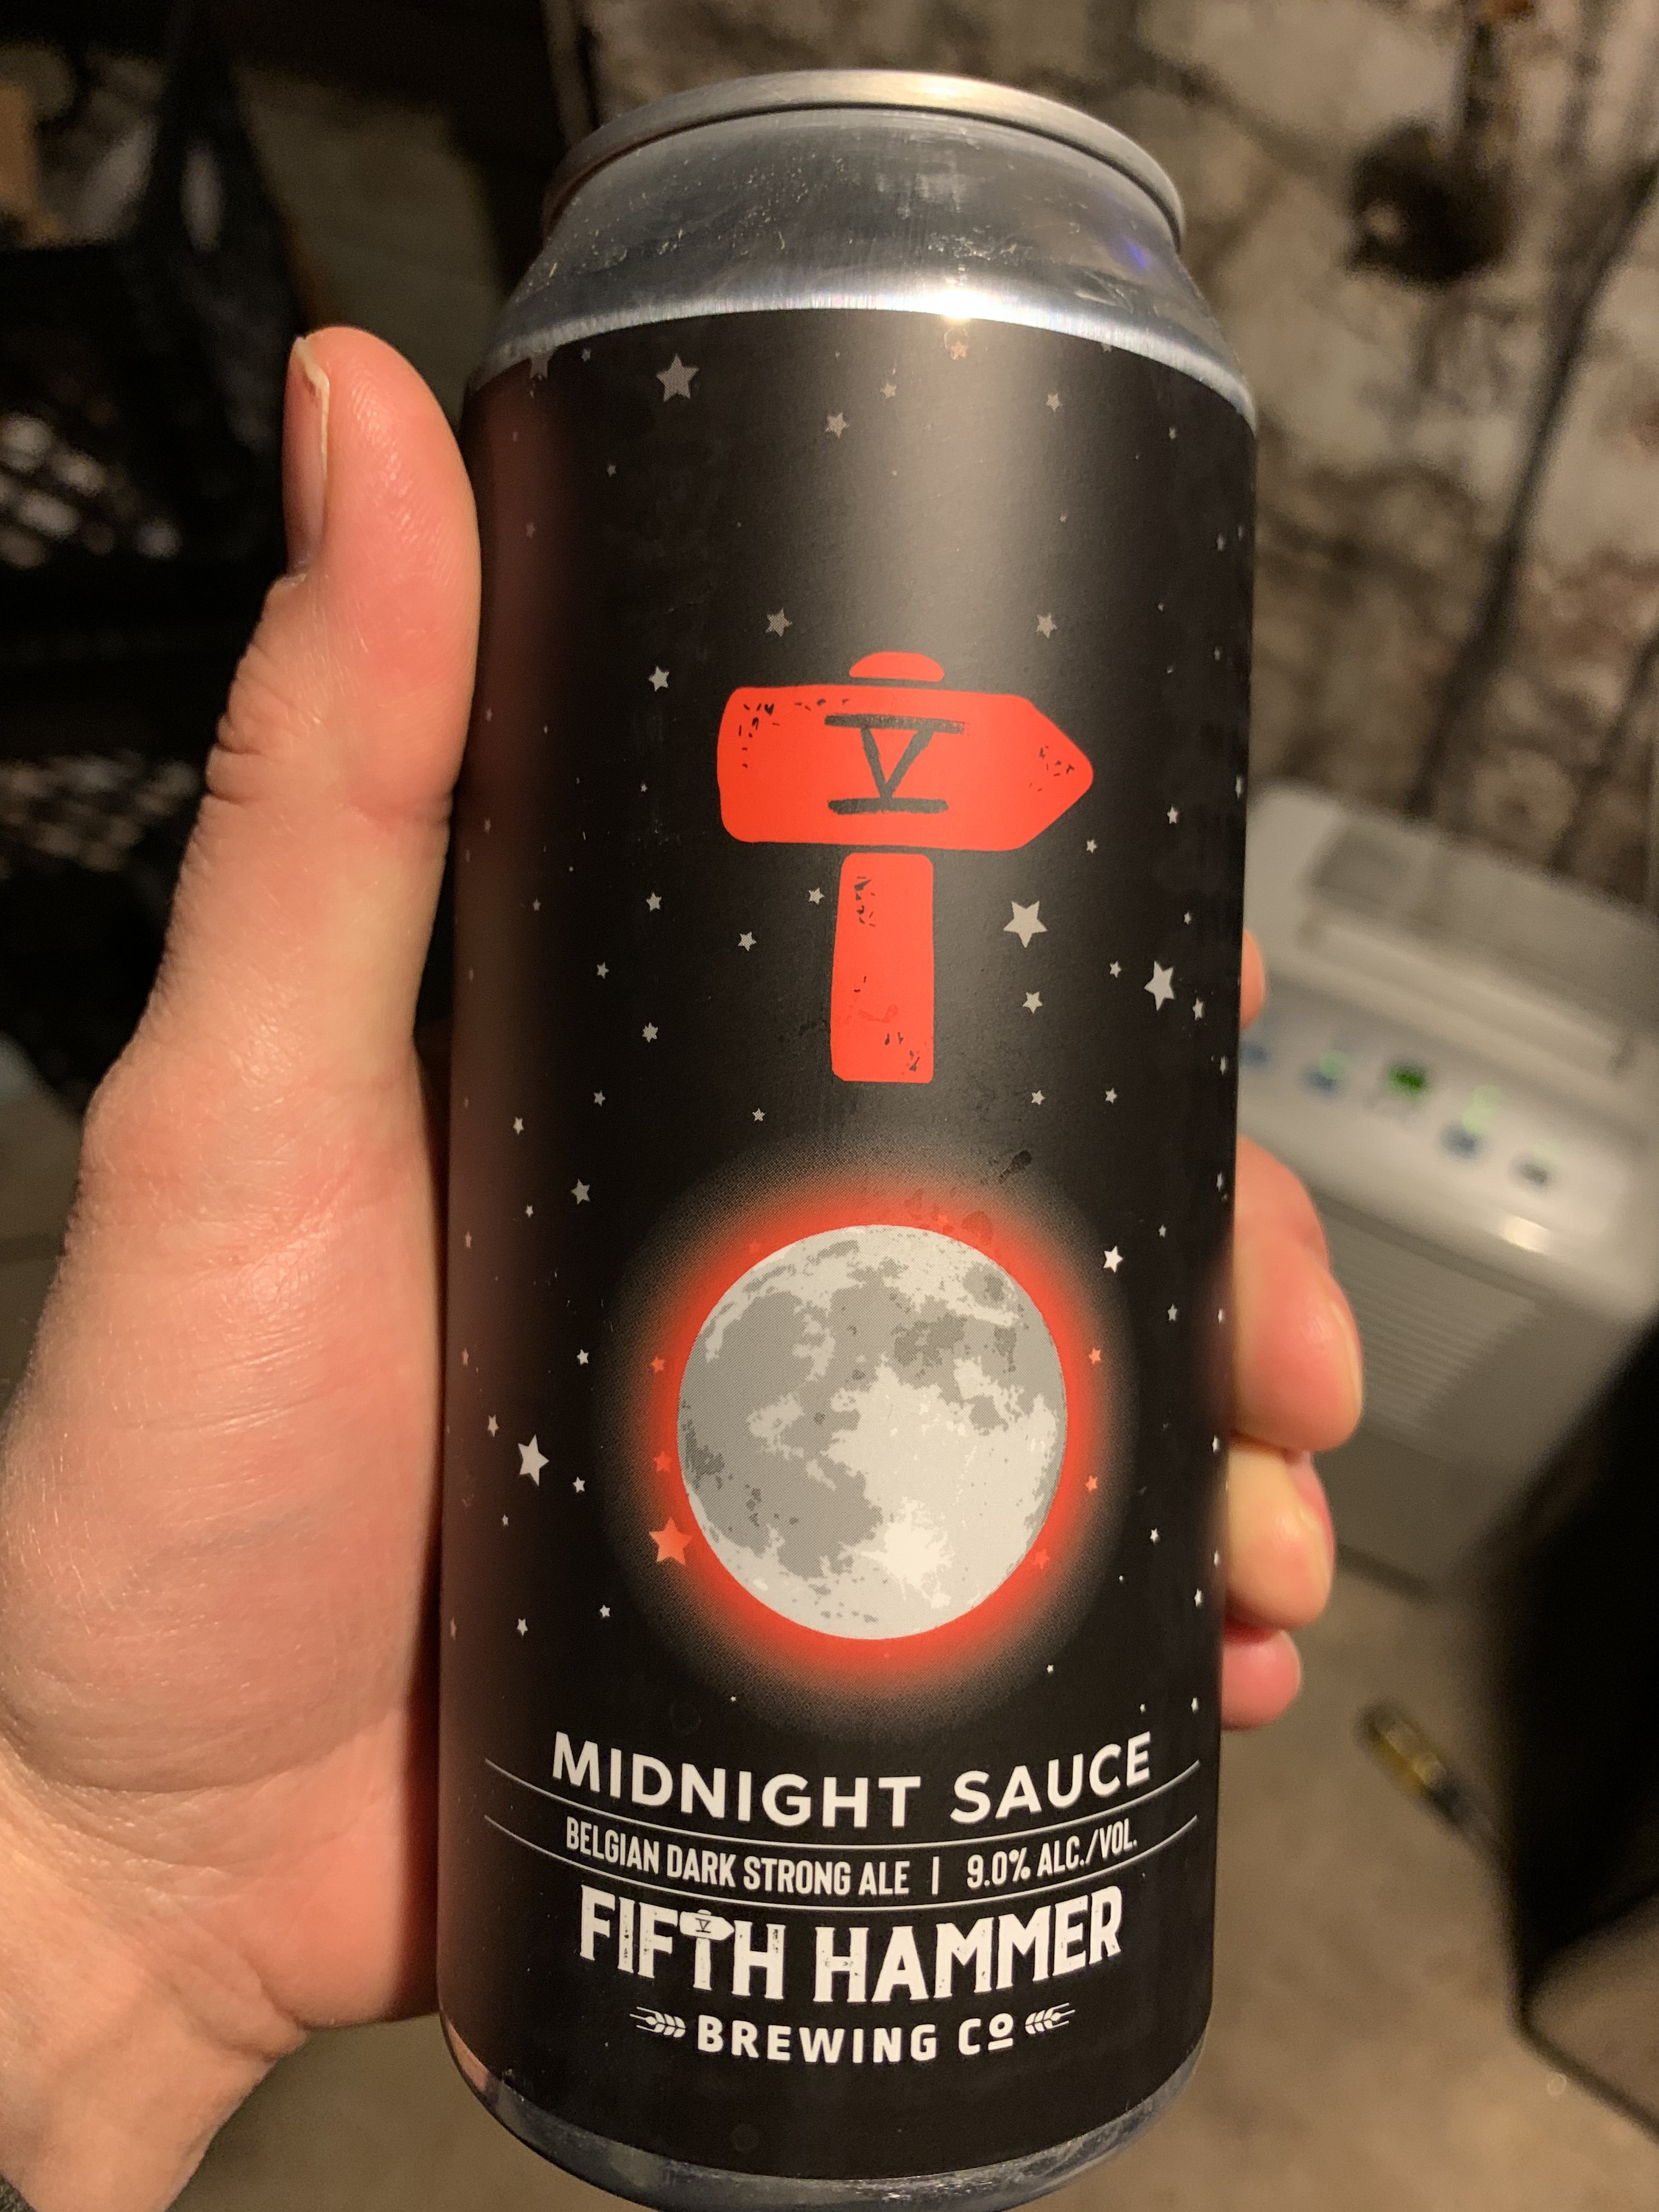 V
MIDNIGHT SAUCE
BELGIAN DARK STRONG ALE | 9.0% ALC./VOL.
FIFTH HAMMER
BREWING Cº